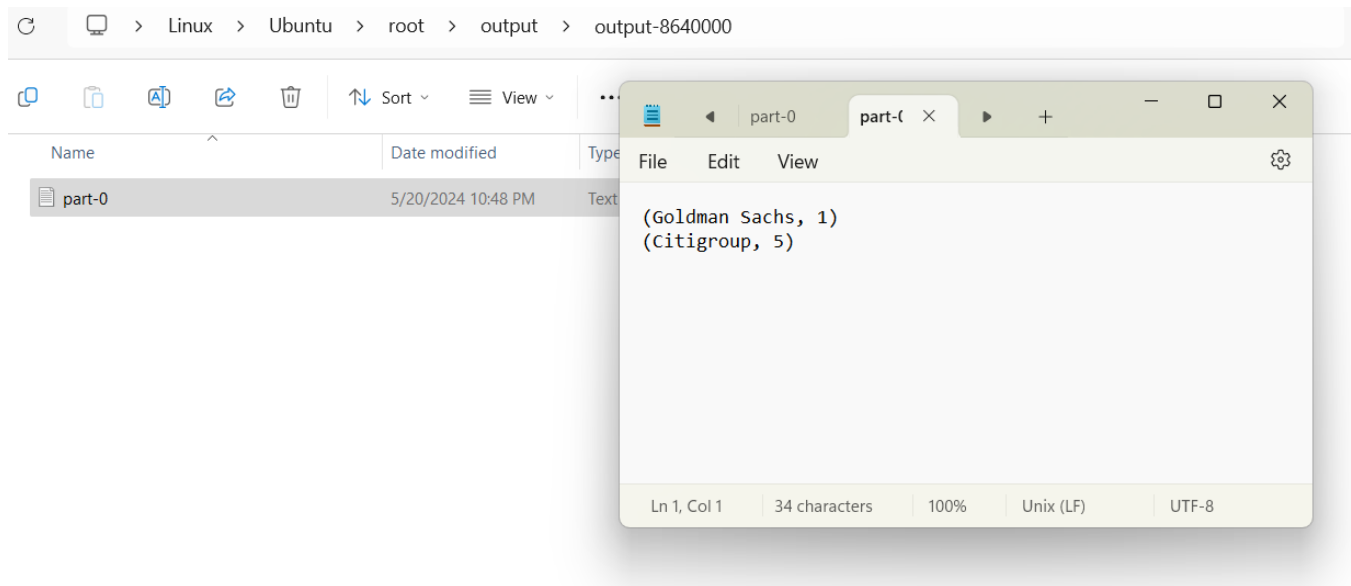 Linux > Ubuntu > root > output > output-8640000
Sort View ...
Name Date modified Type
part-0 5/20/2024 10:48 PM Text
part-0 part-(
File Edit View
(Goldman Sachs, 1)
(Citigroup, 5)
Ln 1, Col 1 34 characters 100% Unix (LF) UTF-8